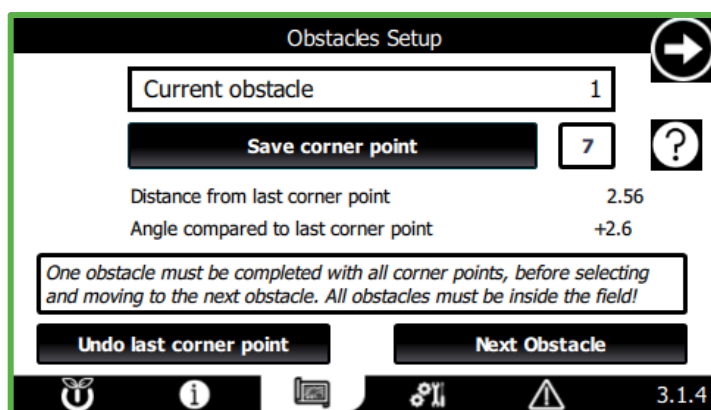 Obstacles Setup
Current obstacle 1
Save corner point 7
?
Distance from last corner point 2.56
Angle compared to last corner point +2.6
One obstacle must be completed with all corner points, before selecting
and moving to the next obstacle. All obstacles must be inside the field!
Undo last corner point Next Obstacle
i 3.1.4